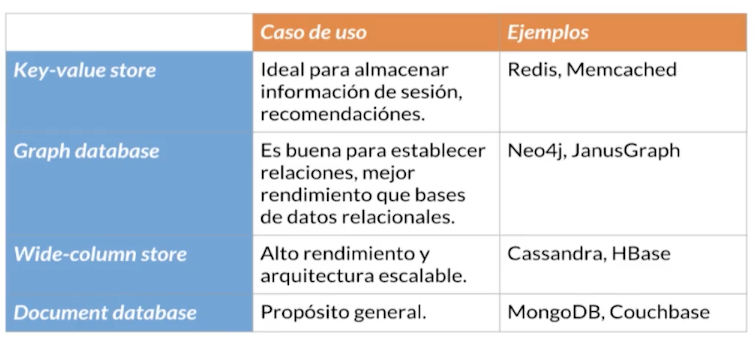 Caso de uso Ejemplos
Key-value store Ideal para almacenar Redis, Memcached
información de sesión,
recomendaciónes.
Graph database Es buena para establecer Neo4j, JanusGraph
relaciones, mejor
rendimiento que bases
de datos relacionales.
Wide-column store Alto rendimiento y Cassandra, HBase
arquitectura escalable.
Document database Propósito general. MongoDB, Couchbase